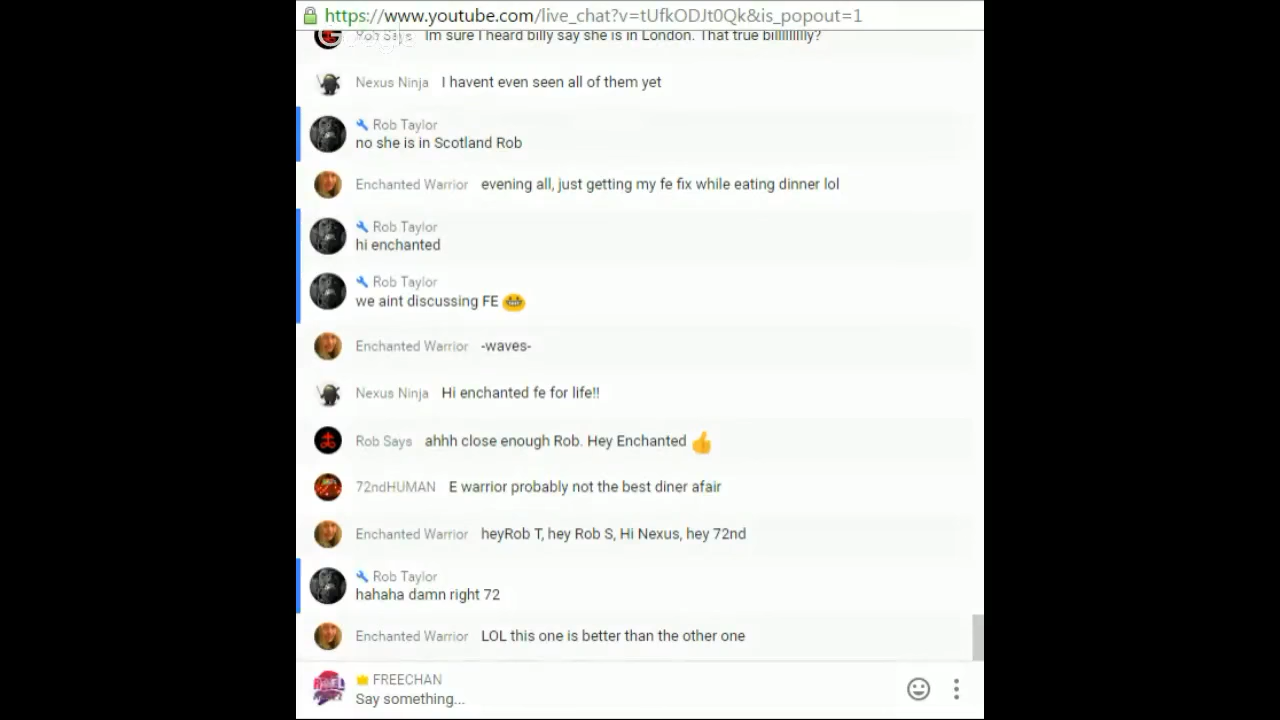 https://www.youtube.com/live_chat?v=tUfkODJt0Qk&is_popout=1
Rob Says Im sure I heard billy say she is in London. That true billlllllllly?
Nexus Ninja I havent even seen all of them yet
Rob Taylor
no she is in Scotland Rob
Enchanted Warrior evening all, just getting my fe fix while eating dinner lol
Rob Taylor
hi enchanted
Rob Taylor
we aint discussing FE
Enchanted Warrior -waves-
Nexus Ninja Hi enchanted fe for life!!
Rob Says ahhh close enough Rob. Hey Enchanted
72ndHUMAN E warrior probably not the best diner afair
Enchanted Warrior heyRob T, hey Rob S, Hi Nexus, hey 72nd
Rob Taylor
hahaha damn right 72
Enchanted Warrior LOL this one is better than the other one
FREECHAN
Say something...